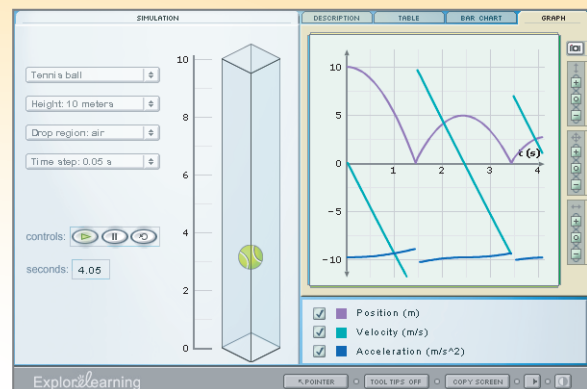 SIMULATION
DESCRIPTION
TABLE
BAR CHART
GRAPH
Tennis ball
Height: 10 meters
Drop region: air
Time step: 0.05 s
controls:
seconds:
4.05
10
8
6
4
2
0
10
5
0
-5
-10
1
2
3
4
(s)
Position (m)
Velocity (m/s)
Acceleration (m/s^2)
ExploreLearning
POINTER
TOOL TIPS OFF
COPY SCREEN